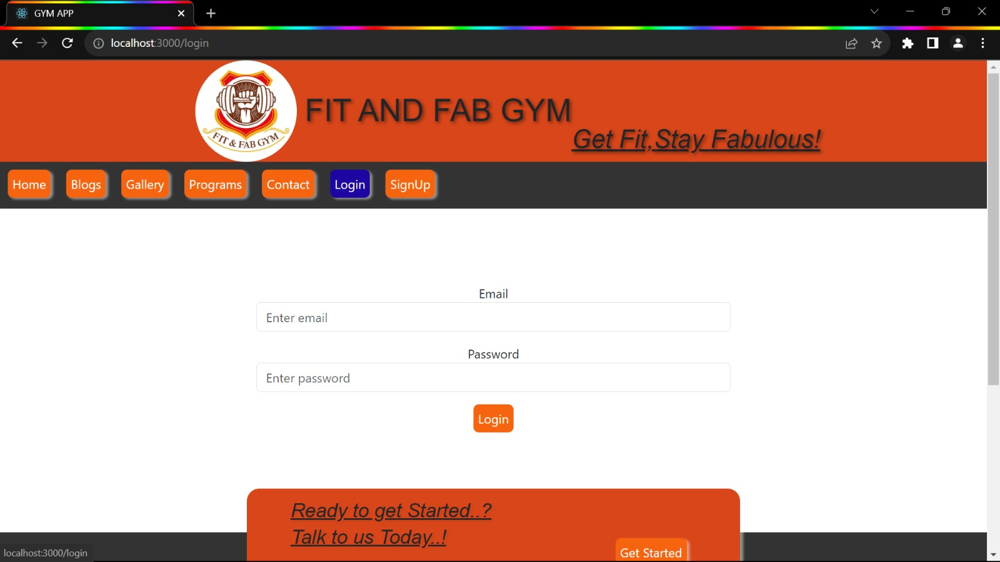 GYM APP
localhost:3000/login
FIT & FAB GYM
FIT AND FAB GYM
Get Fit,Stay Fabulous!
Home Blogs Gallery Programs Contact Login SignUp
Email
Enter email
Password
Enter password
Login
Ready to get Started..?
Talk to us Today..!
Get Started
localhost:3000/login